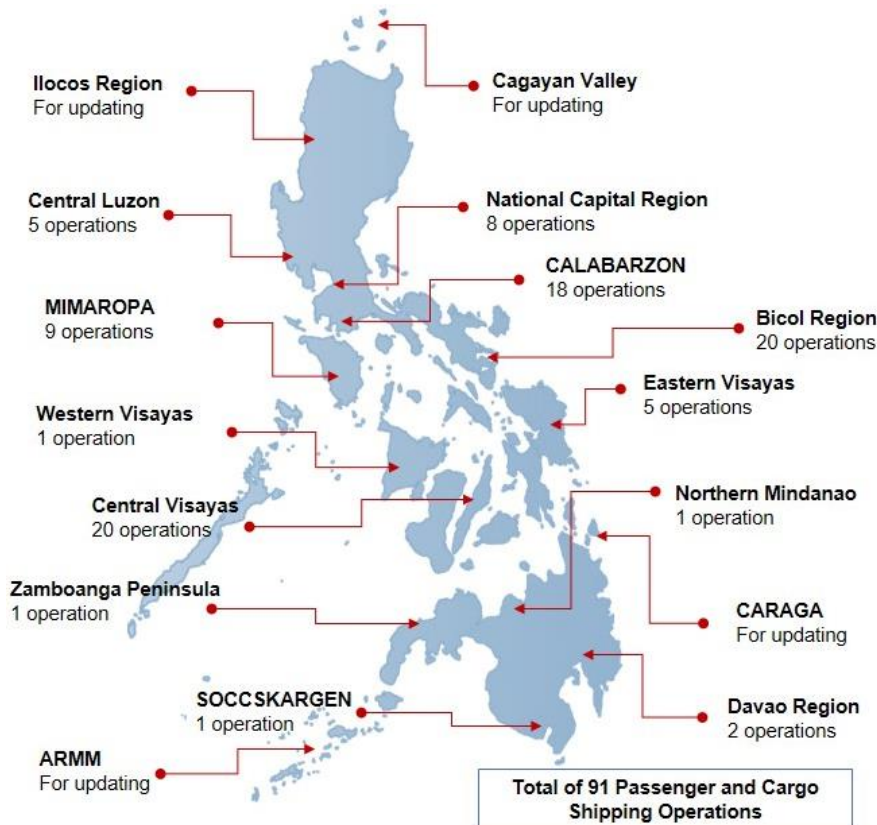 Ilocos Region
For updating
Cagayan Valley
For updating
Central Luzon
5 operations
National Capital Region
8 operations
CALABARZON
18 operations
MIMAROPA
9 operations
Bicol Region
20 operations
Eastern Visayas
5 operations
Western Visayas
1 operation
Central Visayas
20 operations
Northern Mindanao
1 operation
Zamboanga Peninsula
1 operation
CARAGA
For updating
SOCCSKARGEN
1 operation
Davao Region
2 operations
ARMM
For updating
Total of 91 Passenger and Cargo
Shipping Operations